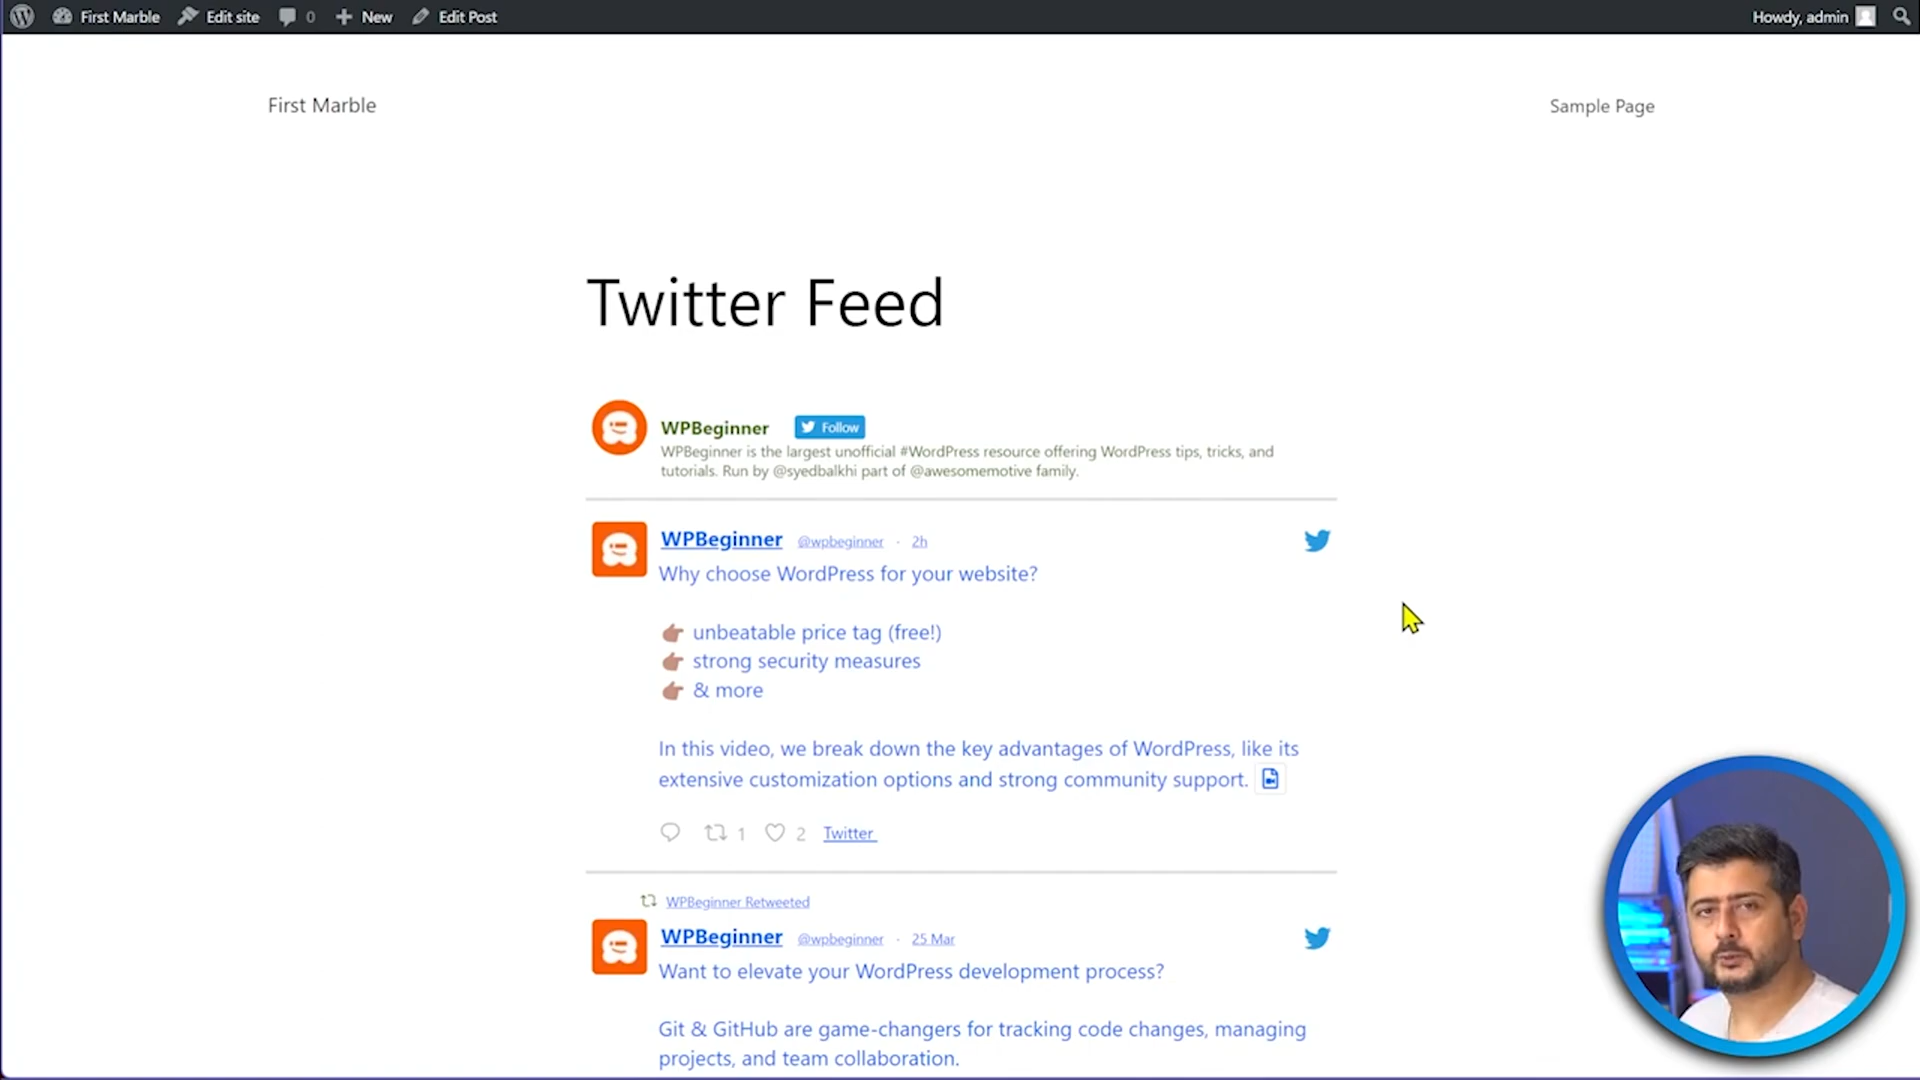 First Marble Edit site 0 New Edit Post Howdy, admin
First Marble Sample Page
Twitter Feed
WPBeginner Follow
WPBeginner is the largest unofficial #WordPress resource offering WordPress tips, tricks, and
tutorials. Run by @syedbalkhi part of @awesomemotive family.
WPBeginner @wpbeginner · 2h
Why choose WordPress for your website?
👉🏽 unbeatable price tag (free!)
👉🏽 strong security measures
👉🏽 & more
In this video, we break down the key advantages of WordPress, like its
extensive customization options and strong community support.
1 2 Twitter
WPBeginner Retweeted
WPBeginner @wpbeginner · 25 Mar
Want to elevate your WordPress development process?
Git & GitHub are game-changers for tracking code changes, managing
projects, and team collaboration.